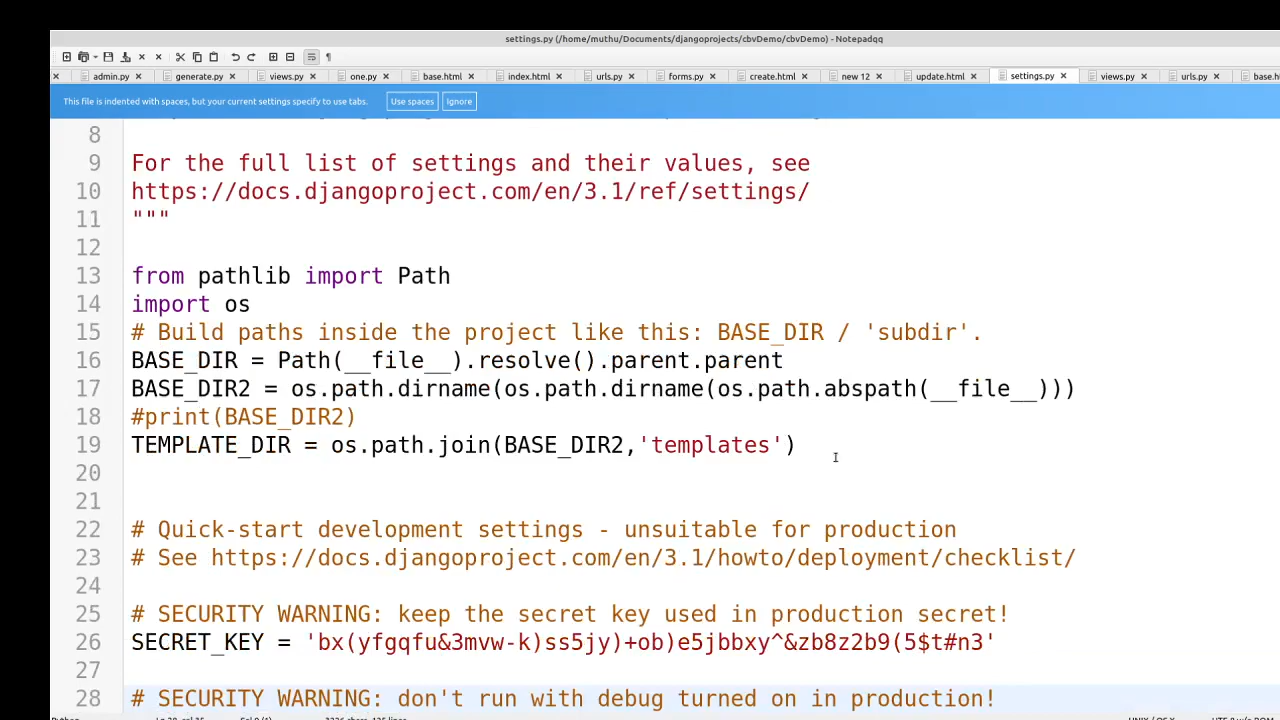 settings.py (/home/muthu/Documents/djangoprojects/cbvDemo/cbvDemo) - Notepadqq
admin.py generate.py views.py one.py base.html index.html urls.py forms.py create.html new 12 update.html settings.py views.py urls.py
This file is indented with spaces, but your current settings specify to use tabs. Use spaces Ignore
8
9 For the full list of settings and their values, see
10 https://docs.djangoproject.com/en/3.1/ref/settings/
11 """
12
13 from pathlib import Path
14 import os
15 # Build paths inside the project like this: BASE_DIR / 'subdir'.
16 BASE_DIR = Path(__file__).resolve().parent.parent
17 BASE_DIR2 = os.path.dirname(os.path.dirname(os.path.abspath(__file__)))
18 #print(BASE_DIR2)
19 TEMPLATE_DIR = os.path.join(BASE_DIR2,'templates')
20
21
22 # Quick-start development settings - unsuitable for production
23 # See https://docs.djangoproject.com/en/3.1/howto/deployment/checklist/
24
25 # SECURITY WARNING: keep the secret key used in production secret!
26 SECRET_KEY = 'bx(yfgqfu&3mvw-k)ss5jy)+ob)e5jbbxy^&zb8z2b9(5$t#n3'
27
28 # SECURITY WARNING: don't run with debug turned on in production!